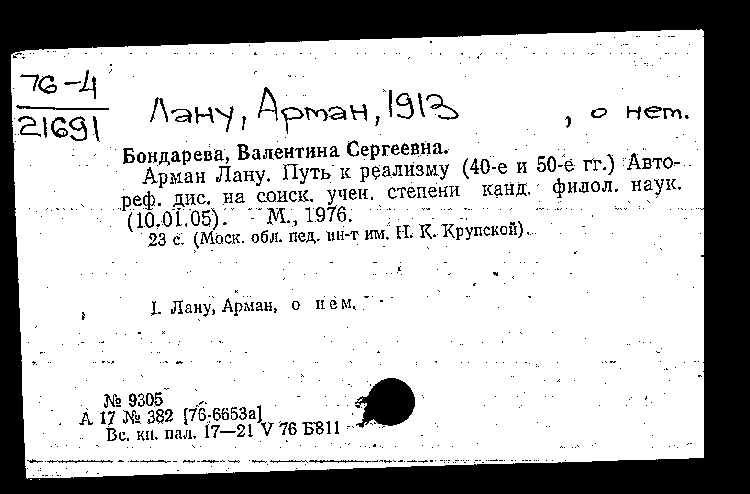 76-4
21691
Лану, Арман, 1913 , о нем.
Бондарева, Валентина Сергеевна.
Арман Лану. Путь к реализму (40-е и 50-е гг.) Авто-
реф. дис. на соиск. учен. степени канд. филол. наук.
(10.01.05). М., 1976.
23 с. (Моск. обл. пед. ин-т им. Н. К. Крупской).
I. Лану, Арман, о нем.
№ 9305
А 17 № 382 [76-6653а]
Вс. кн. пал. 17—21 V 76 Б811